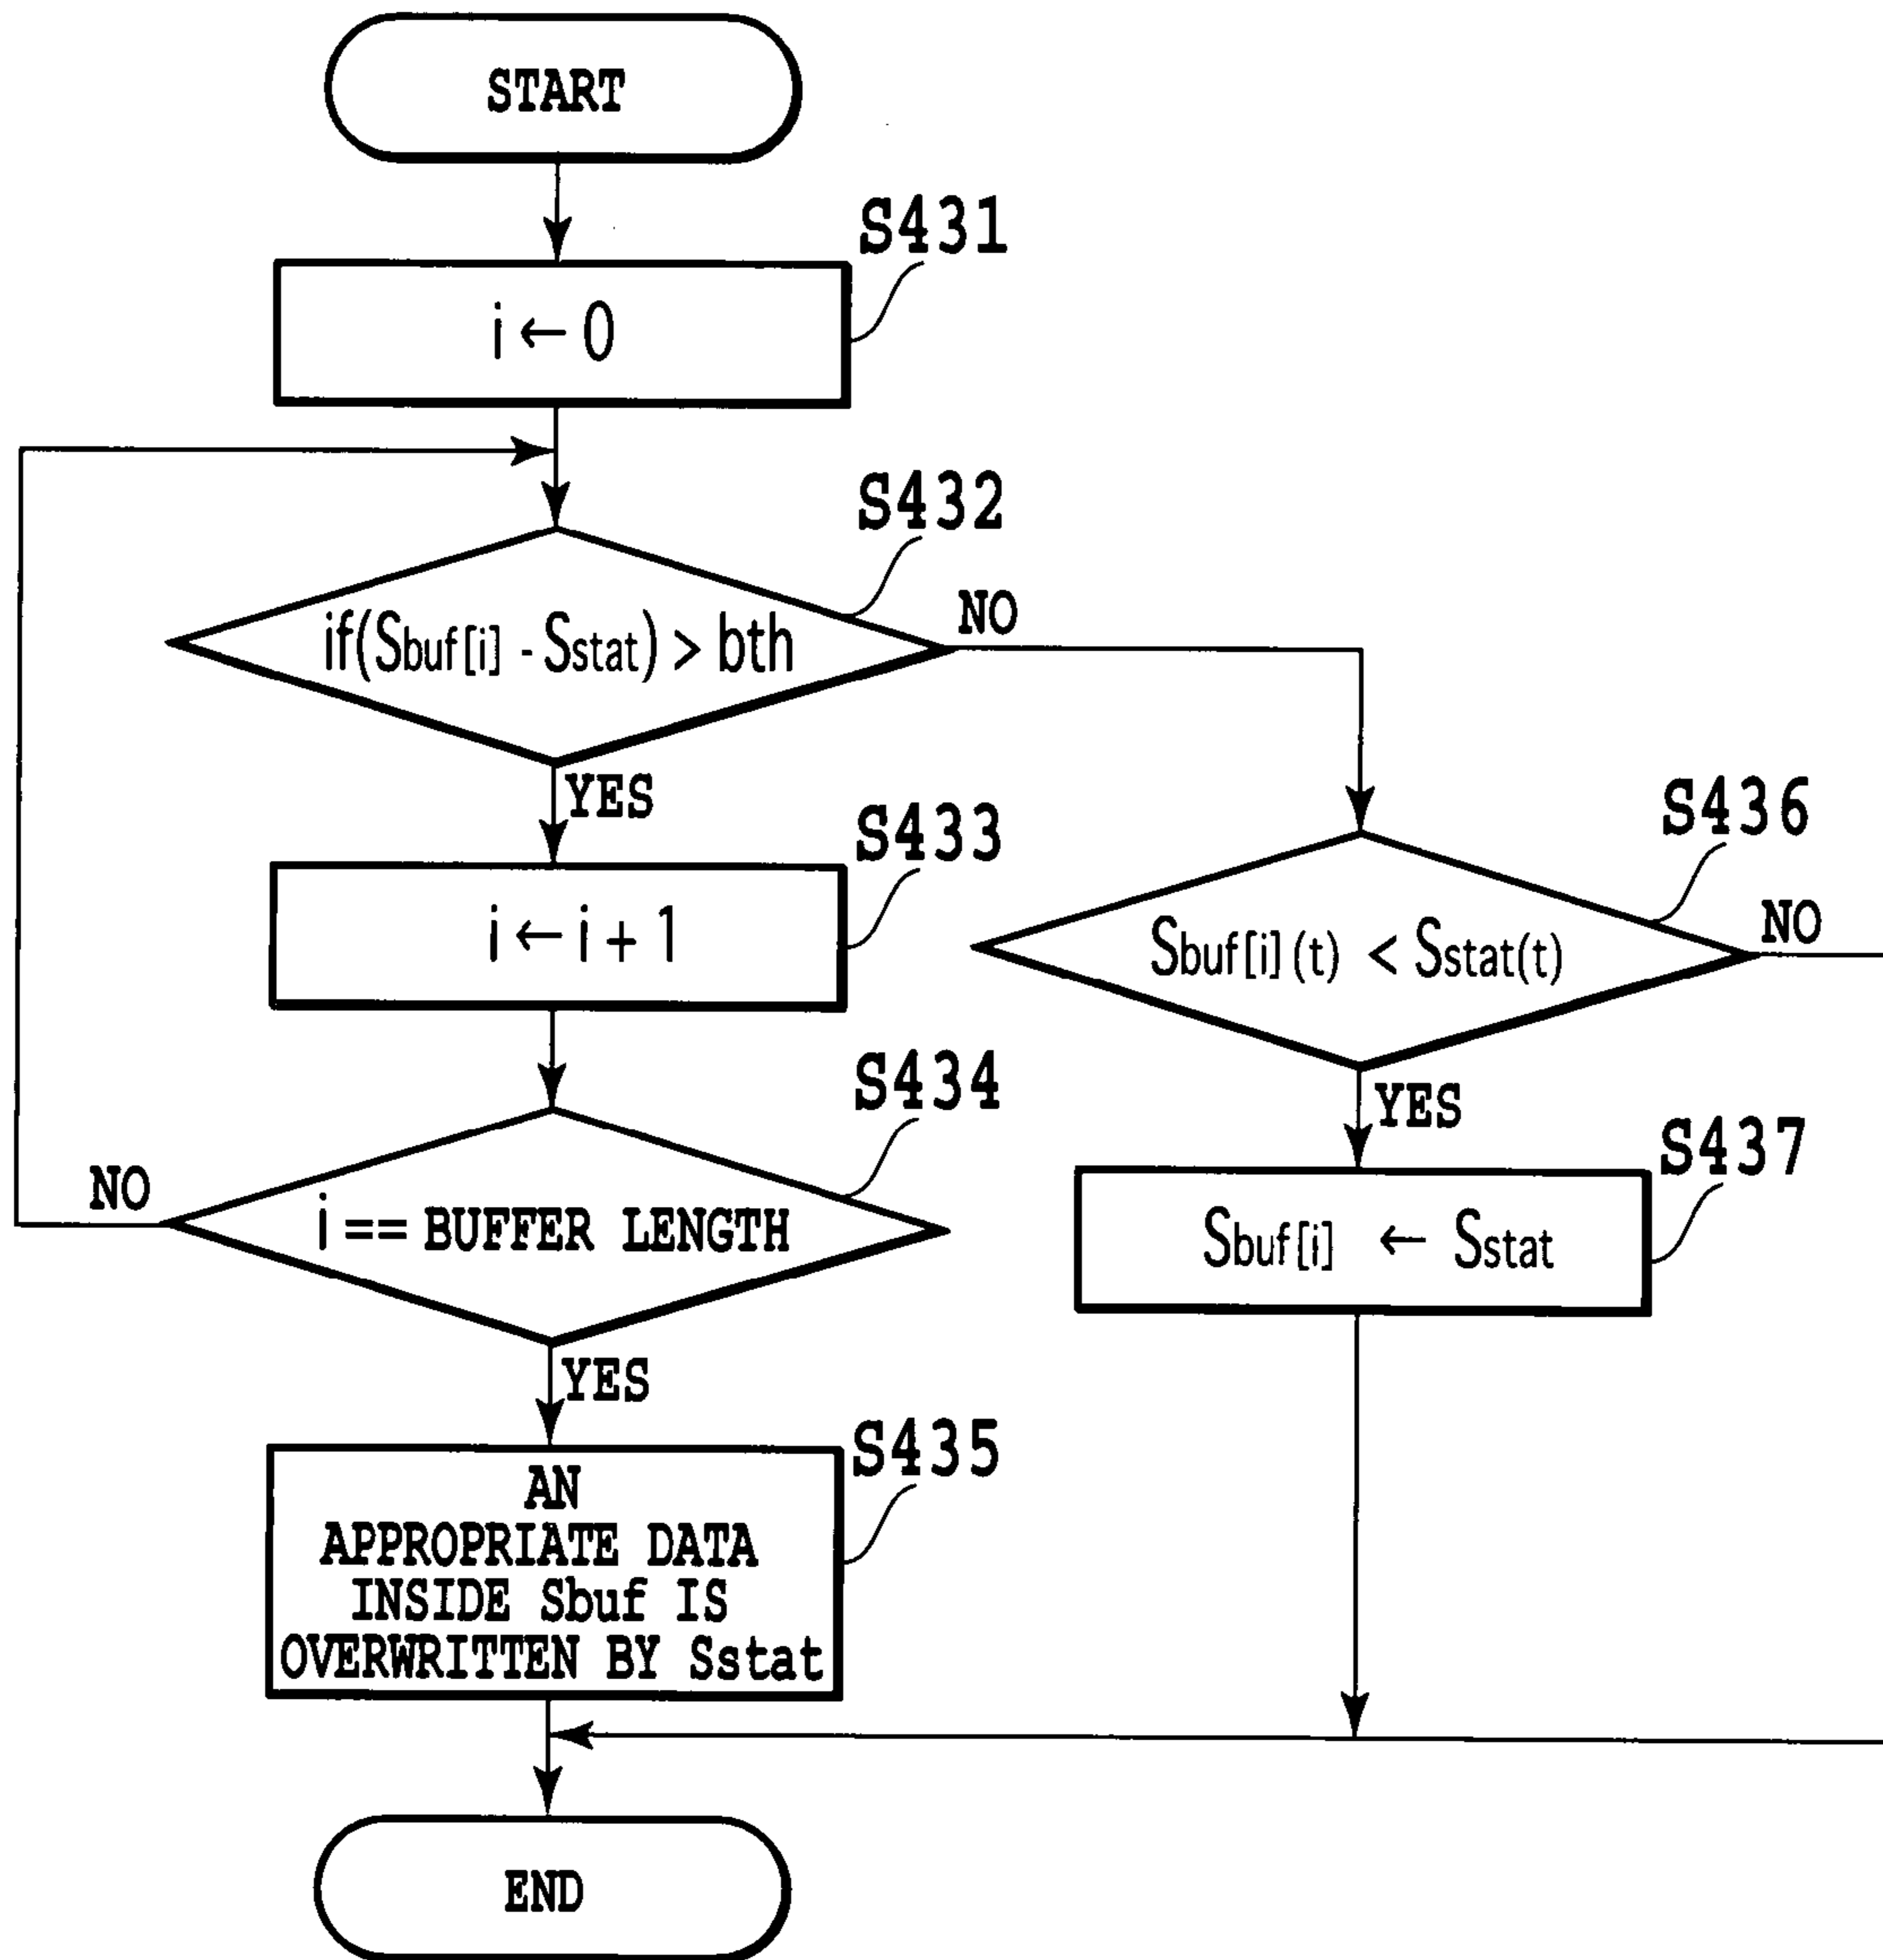 START
S431
i ← 0
S432
if(Sbuf[i] - Sstat) > bth
NO
YES
S433
i ← i + 1
S436
Sbuf[i](t) < Sstat(t)
NO
S434
YES
NO
i == BUFFER LENGTH
S437
Sbuf[i] ← Sstat
YES
S435
AN
APPROPRIATE DATA
INSIDE Sbuf IS
OVERWRITTEN BY Sstat
END